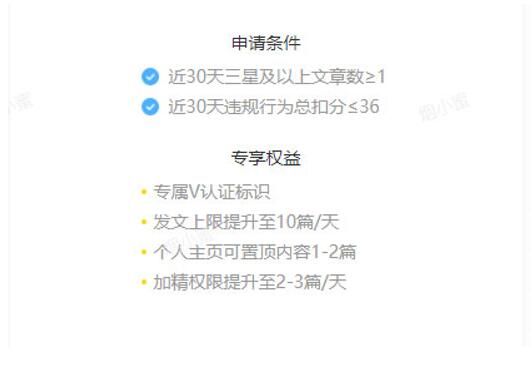 申请条件
近30天三星及以上文章数≥1
近30天违规行为总扣分≤36
烟小蜜
专享权益
专属V认证标识
发文上限提升至10篇/天
个人主页可置顶内容1-2篇
加精权限提升至2-3篇/天